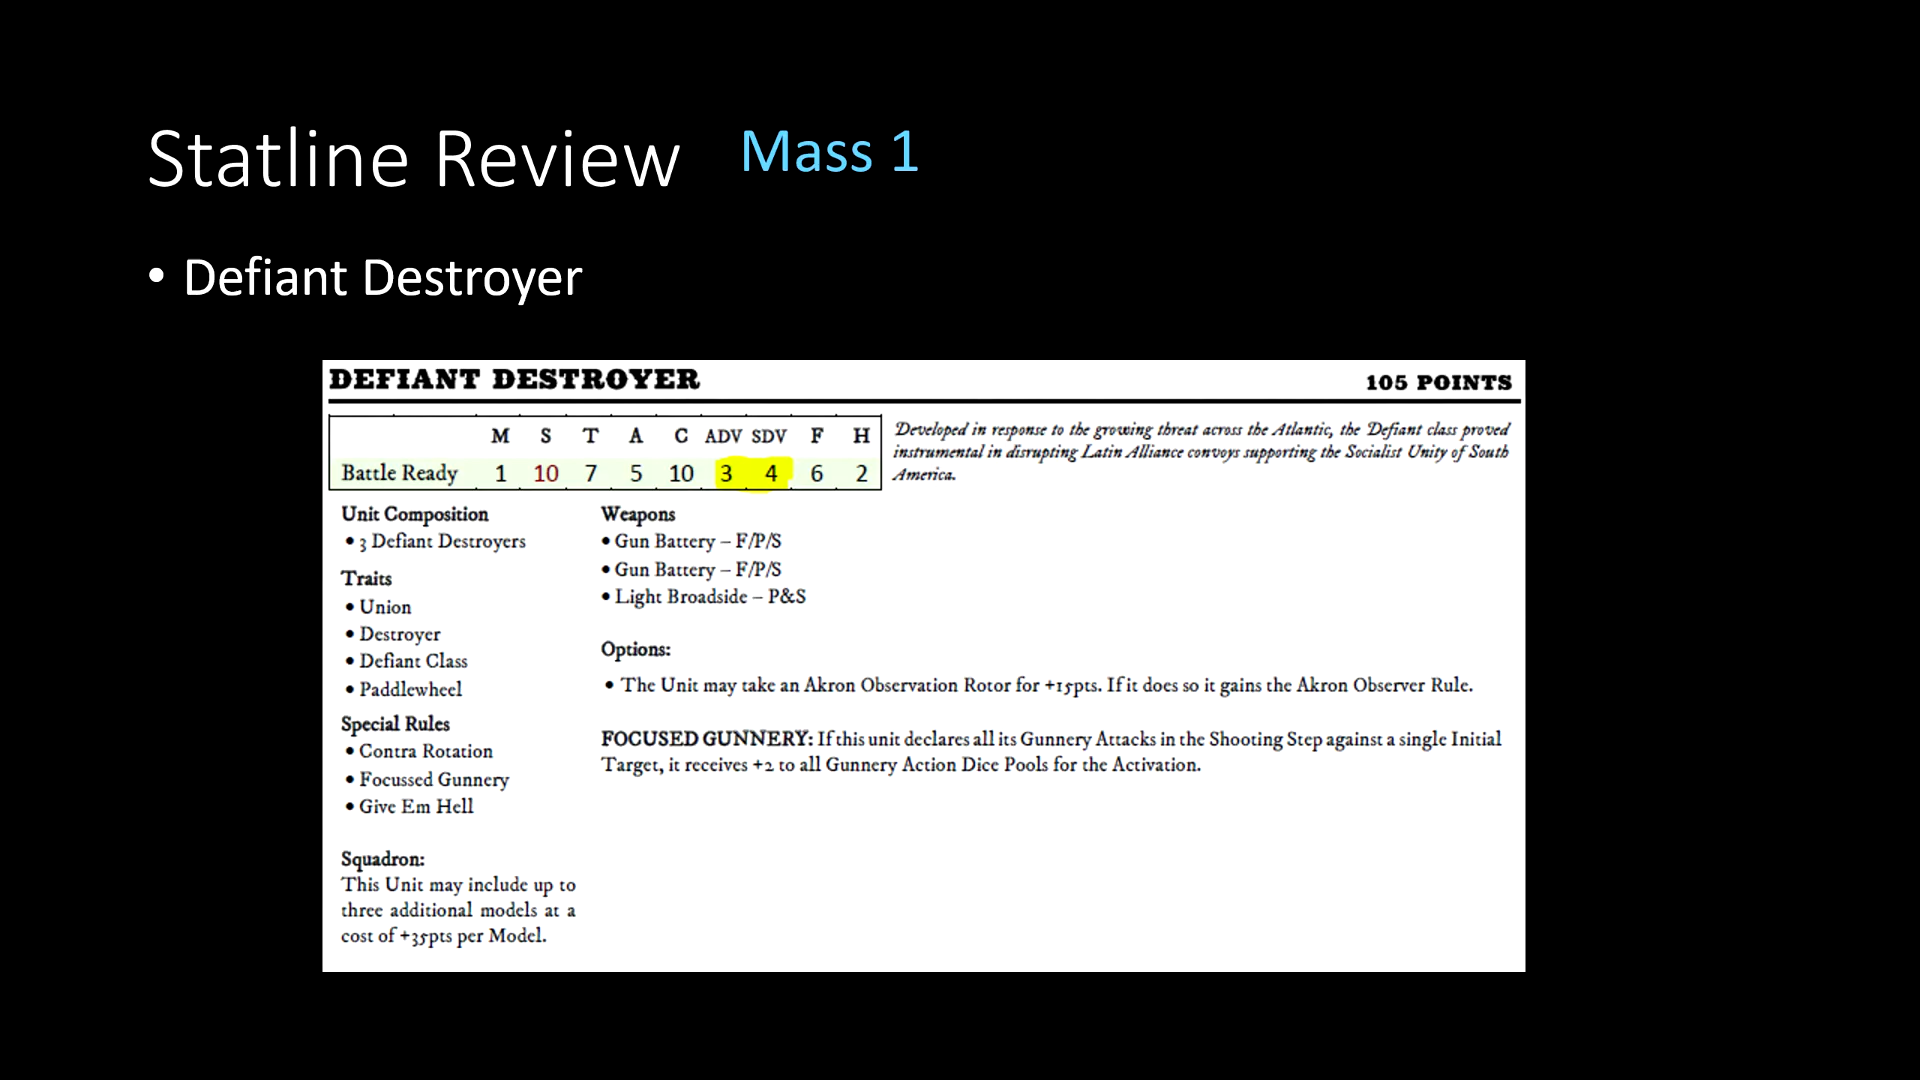 Statline Review Mass 1
• Defiant Destroyer
DEFIANT DESTROYER 105 POINTS
M S T A C ADV SDV F H
Battle Ready 1 10 7 5 10 3 4 6 2
Developed in response to the growing threat across the Atlantic, the Defiant class proved
instrumental in disrupting Latin Alliance convoys supporting the Socialist Unity of South
America.
Unit Composition
• 3 Defiant Destroyers
Traits
• Union
• Destroyer
• Defiant Class
• Paddlewheel
Special Rules
• Contra Rotation
• Focussed Gunnery
• Give Em Hell
Squadron:
This Unit may include up to
three additional models at a
cost of +35pts per Model.
Weapons
• Gun Battery – F/P/S
• Gun Battery – F/P/S
• Light Broadside – P&S
Options:
• The Unit may take an Akron Observation Rotor for +15pts. If it does so it gains the Akron Observer Rule.
FOCUSED GUNNERY: If this unit declares all its Gunnery Attacks in the Shooting Step against a single Initial
Target, it receives +2 to all Gunnery Action Dice Pools for the Activation.